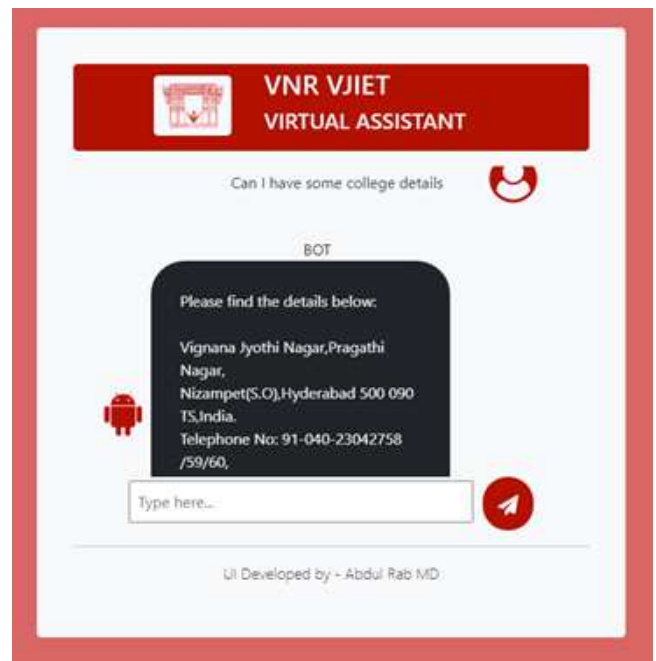 VNR VJIET
VIRTUAL ASSISTANT
Can I have some college details
BOT
Please find the details below:
Vignana Jyothi Nagar,Pragathi
Nagar,
Nizampet(S.O),Hyderabad 500 090
TS,India.
Telephone No: 91-040-23042758
/59/60,
Type here...
UI Developed by - Abdul Rab MD